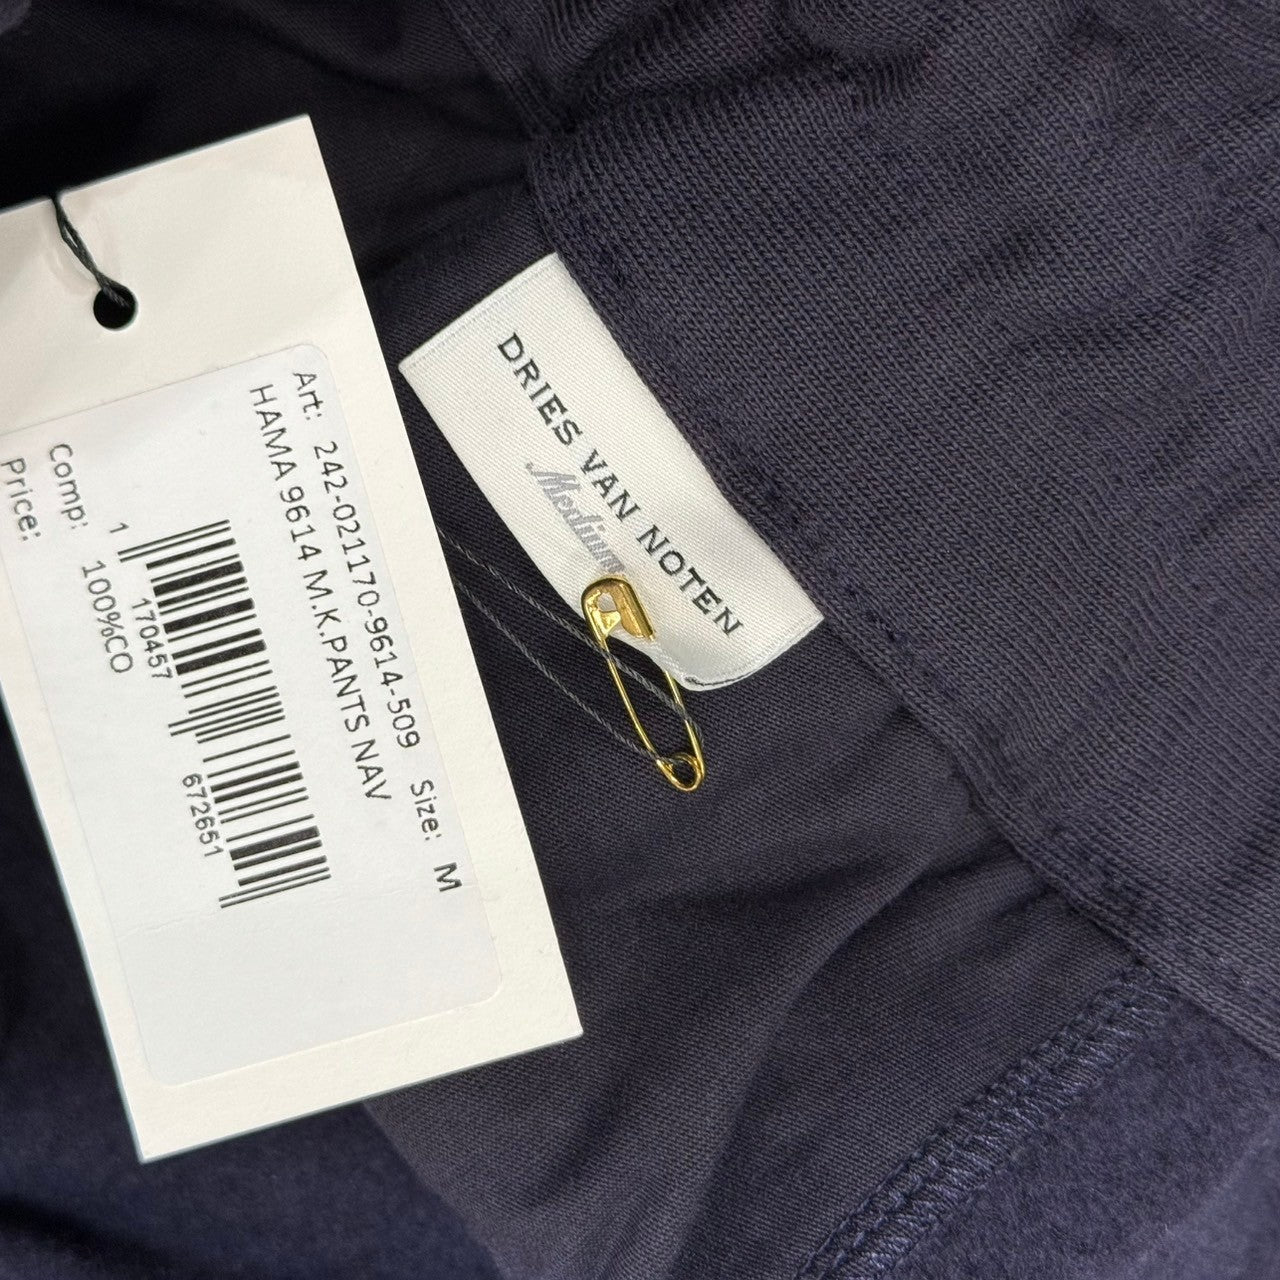 Art: 242-021170-9614-509 Size: M
HAMA 9614 M.K.PANTS NAV
1 170457 672651
Comp: 100%CO
Price:
DRIES VAN NOTEN
Medium